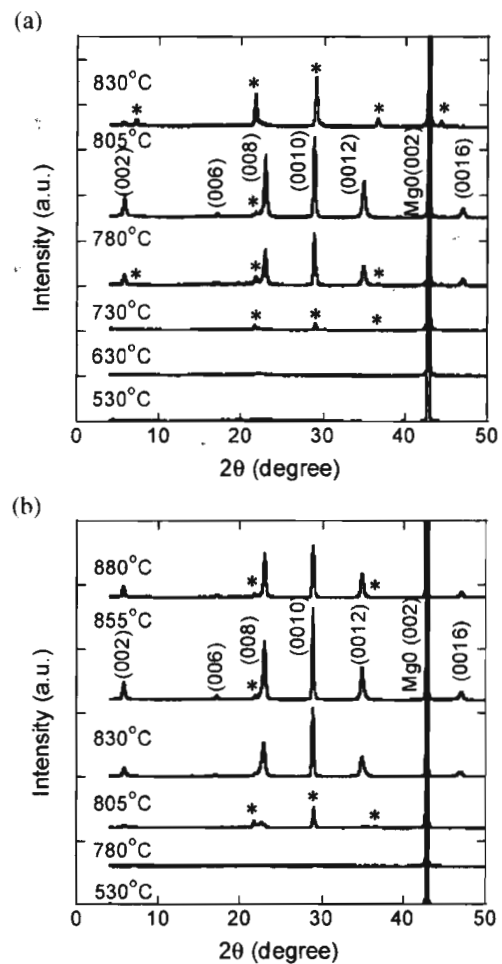 (a)
830°C
* * * * *
805°C
(002) (006) (008) (0010) (0012) Mg0(002) (0016)
*
780°C
* * *
730°C
* * *
630°C
530°C
Intensity (a.u.)
0 10 20 30 40 50
2θ (degree)
(b)
880°C
* *
855°C
(002) (006) (008) (0010) (0012) Mg0 (002) (0016)
*
830°C
805°C
* * *
780°C
530°C
Intensity (a.u.)
0 10 20 30 40 50
2θ (degree)